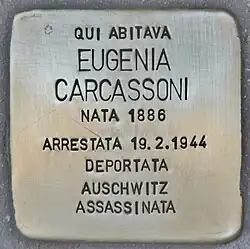 QUI ABITAVA
EUGENIA
CARCASSONI
NATA 1886
ARRESTATA 19.2.1944
DEPORTATA
AUSCHWITZ
ASSASSINATA